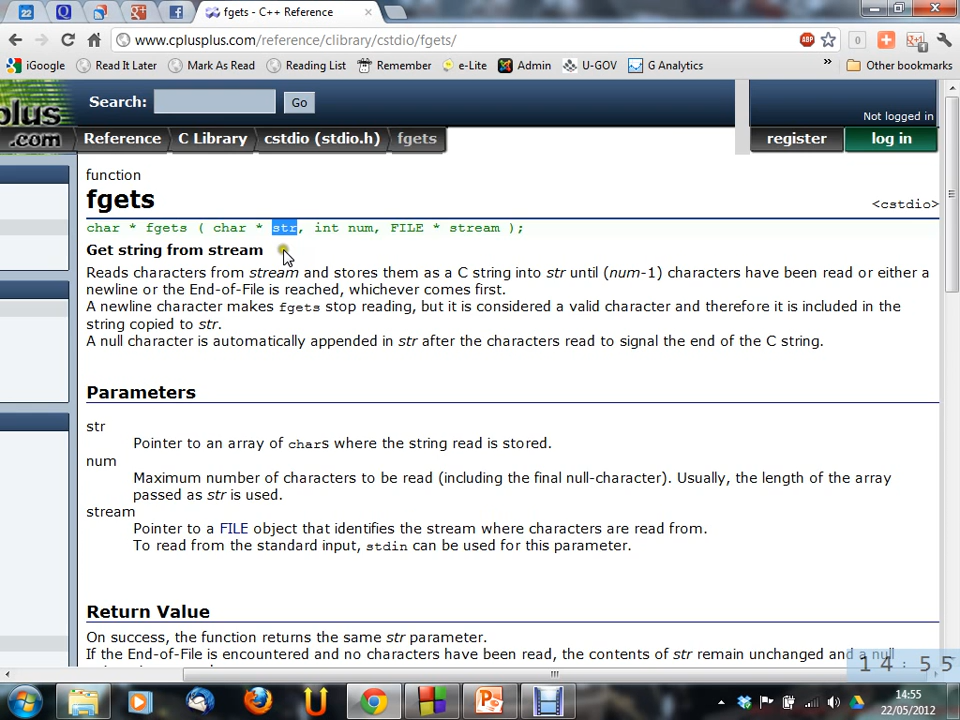 22
fgets - C++ Reference
www.cplusplus.com/reference/clibrary/cstdio/fgets/
ABP
0
1
iGoogle
Read It Later
Mark As Read
Reading List
Remember
e-Lite
Admin
U-GOV
G Analytics
»
Other bookmarks
plus
.com
Search:
Go
Not logged in
Reference
C Library
cstdio (stdio.h)
fgets
register
log in
function
fgets
<cstdio>
char * fgets ( char * str, int num, FILE * stream );
Get string from stream
Reads characters from stream and stores them as a C string into str until (num-1) characters have been read or either a
newline or the End-of-File is reached, whichever comes first.
A newline character makes fgets stop reading, but it is considered a valid character and therefore it is included in the
string copied to str.
A null character is automatically appended in str after the characters read to signal the end of the C string.
Parameters
str
Pointer to an array of chars where the string read is stored.
num
Maximum number of characters to be read (including the final null-character). Usually, the length of the array
passed as str is used.
stream
Pointer to a FILE object that identifies the stream where characters are read from.
To read from the standard input, stdin can be used for this parameter.
Return Value
On success, the function returns the same str parameter.
If the End-of-File is encountered and no characters have been read, the contents of str remain unchanged and a null
14:55
14:55
22/05/2012